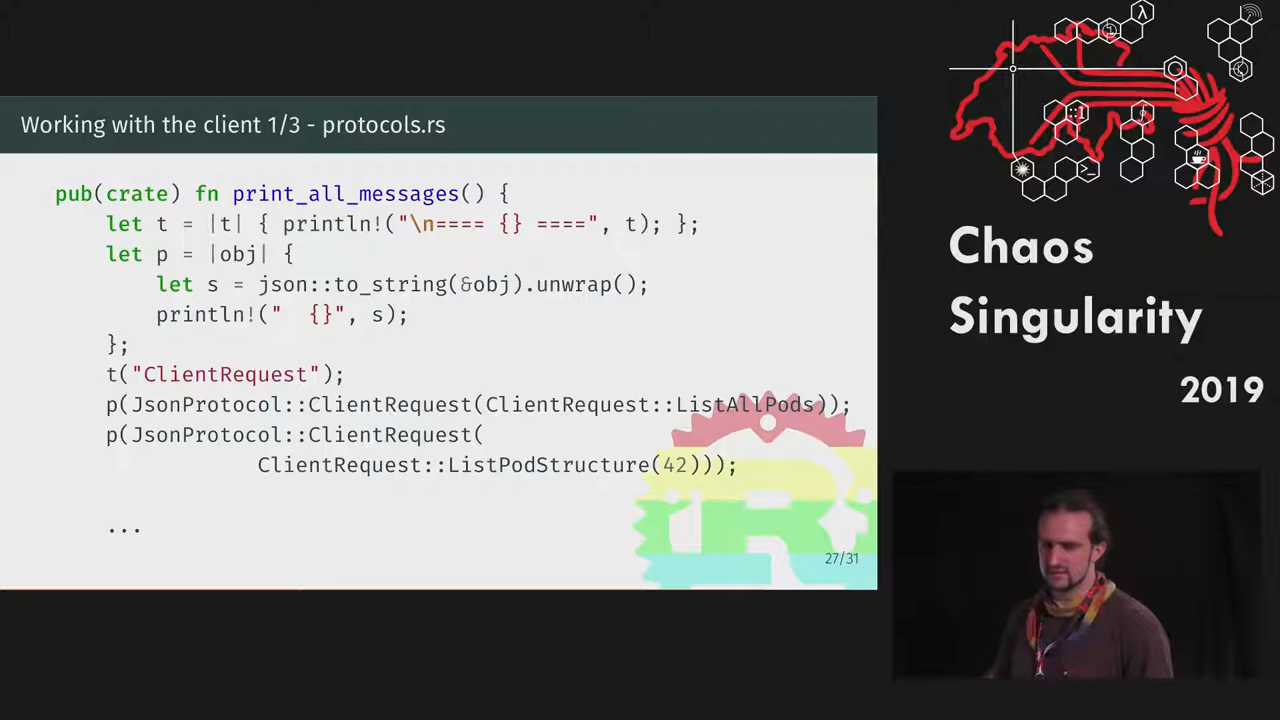 Working with the client 1/3 - protocols.rs
pub(crate) fn print_all_messages() {
let t = |t| { println!("\n==== {} ====", t); };
let p = |obj| {
let s = json::to_string(&obj).unwrap();
println!("  {}", s);
};
t("ClientRequest");
p(JsonProtocol::ClientRequest(ClientRequest::ListAllPods));
p(JsonProtocol::ClientRequest(
ClientRequest::ListPodStructure(42)));
...
27/31
Chaos
Singularity
2019